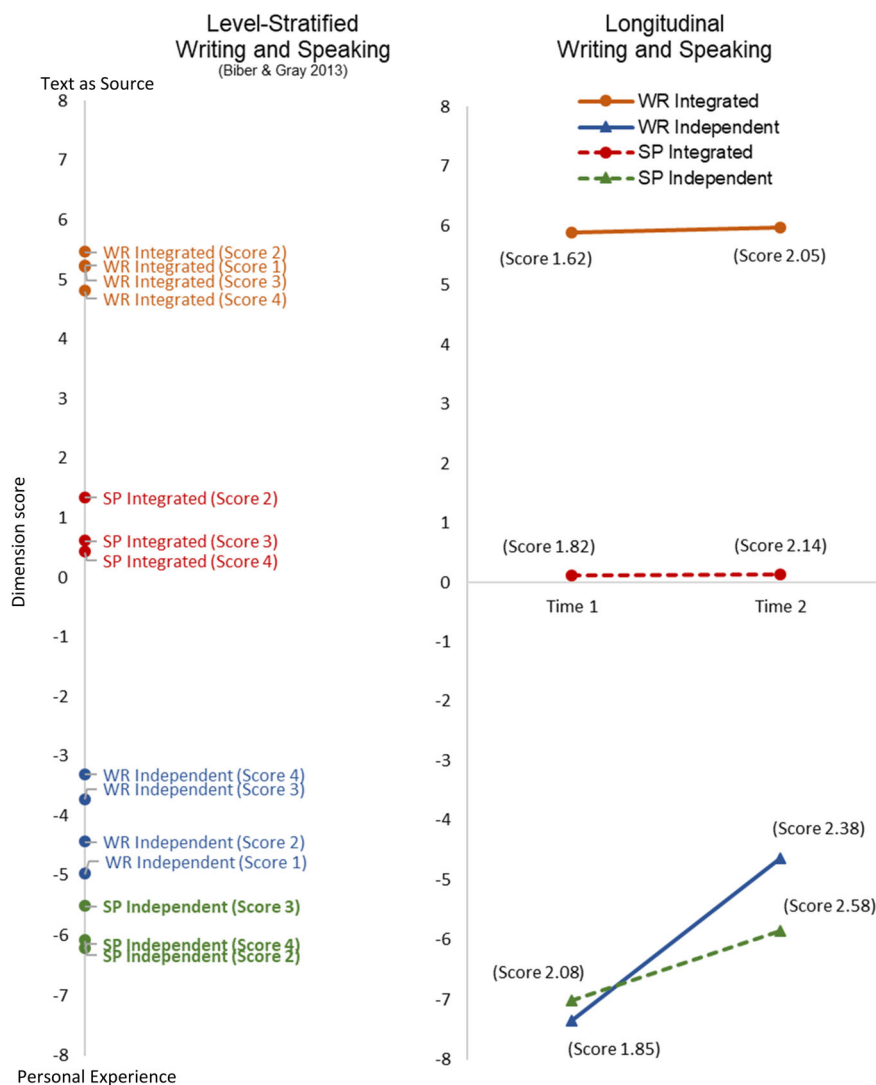 Level-Stratified
Writing and Speaking
(Biber & Gray 2013)
Text as Source
8
7
6
5
4
3
2
1
0
-1
-2
-3
-4
-5
-6
-7
-8
Dimension score
Personal Experience
WR Integrated (Score 2)
WR Integrated (Score 1)
WR Integrated (Score 3)
WR Integrated (Score 4)
SP Integrated (Score 2)
SP Integrated (Score 3)
SP Integrated (Score 4)
WR Independent (Score 4)
WR Independent (Score 3)
WR Independent (Score 2)
WR Independent (Score 1)
SP Independent (Score 3)
SP Independent (Score 4)
SP Independent (Score 2)
Longitudinal
Writing and Speaking
WR Integrated
WR Independent
SP Integrated
SP Independent
8
7
6
5
4
3
2
1
0
-1
-2
-3
-4
-5
-6
-7
-8
(Score 1.62)
(Score 2.05)
(Score 1.82)
(Score 2.14)
Time 1
Time 2
(Score 2.38)
(Score 2.58)
(Score 2.08)
(Score 1.85)